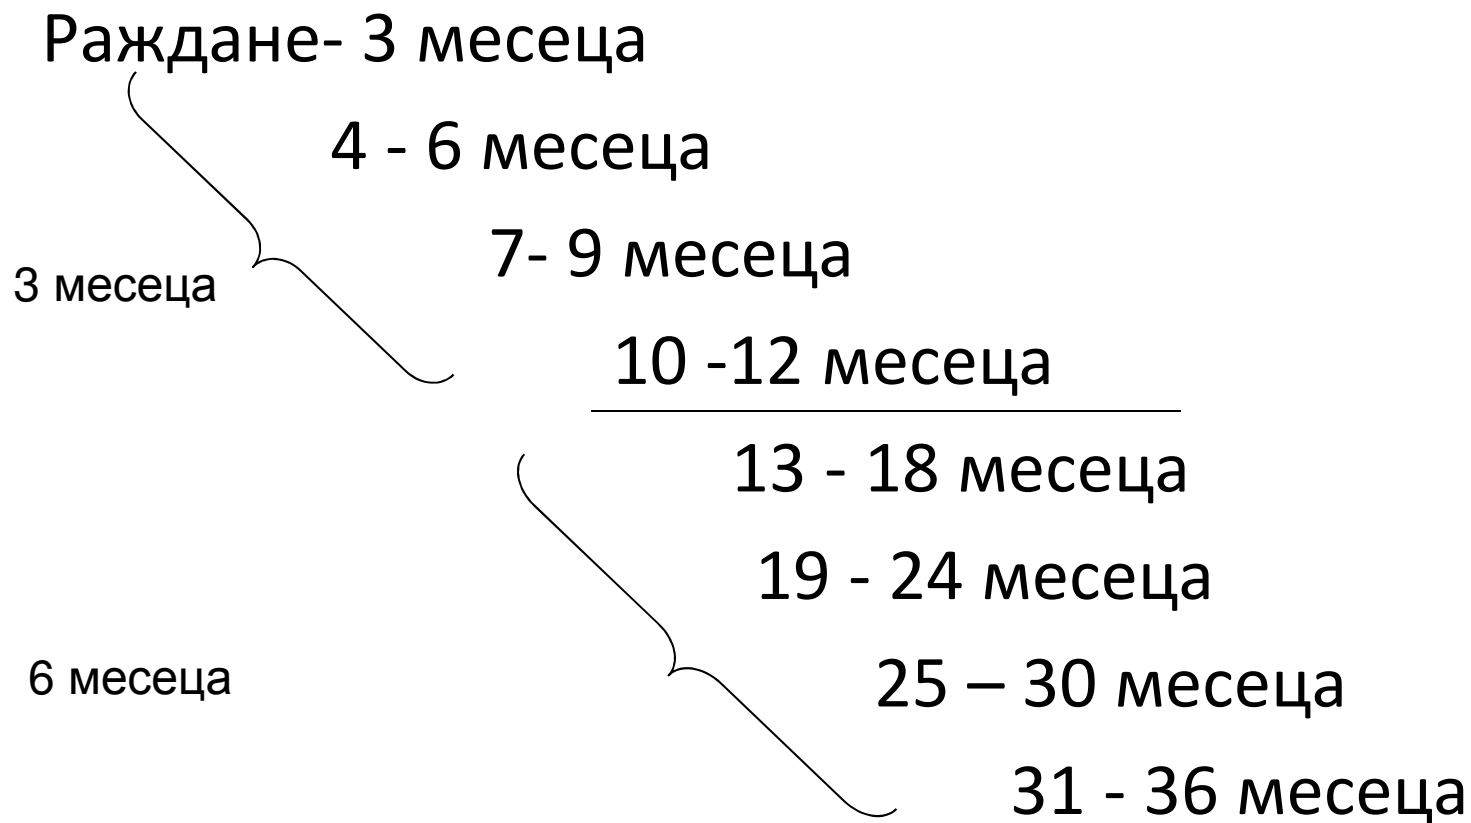 Раждане- 3 месеца
4 - 6 месеца
7- 9 месеца
3 месеца
10 -12 месеца
13 - 18 месеца
19 - 24 месеца
25 – 30 месеца
6 месеца
31 - 36 месеца